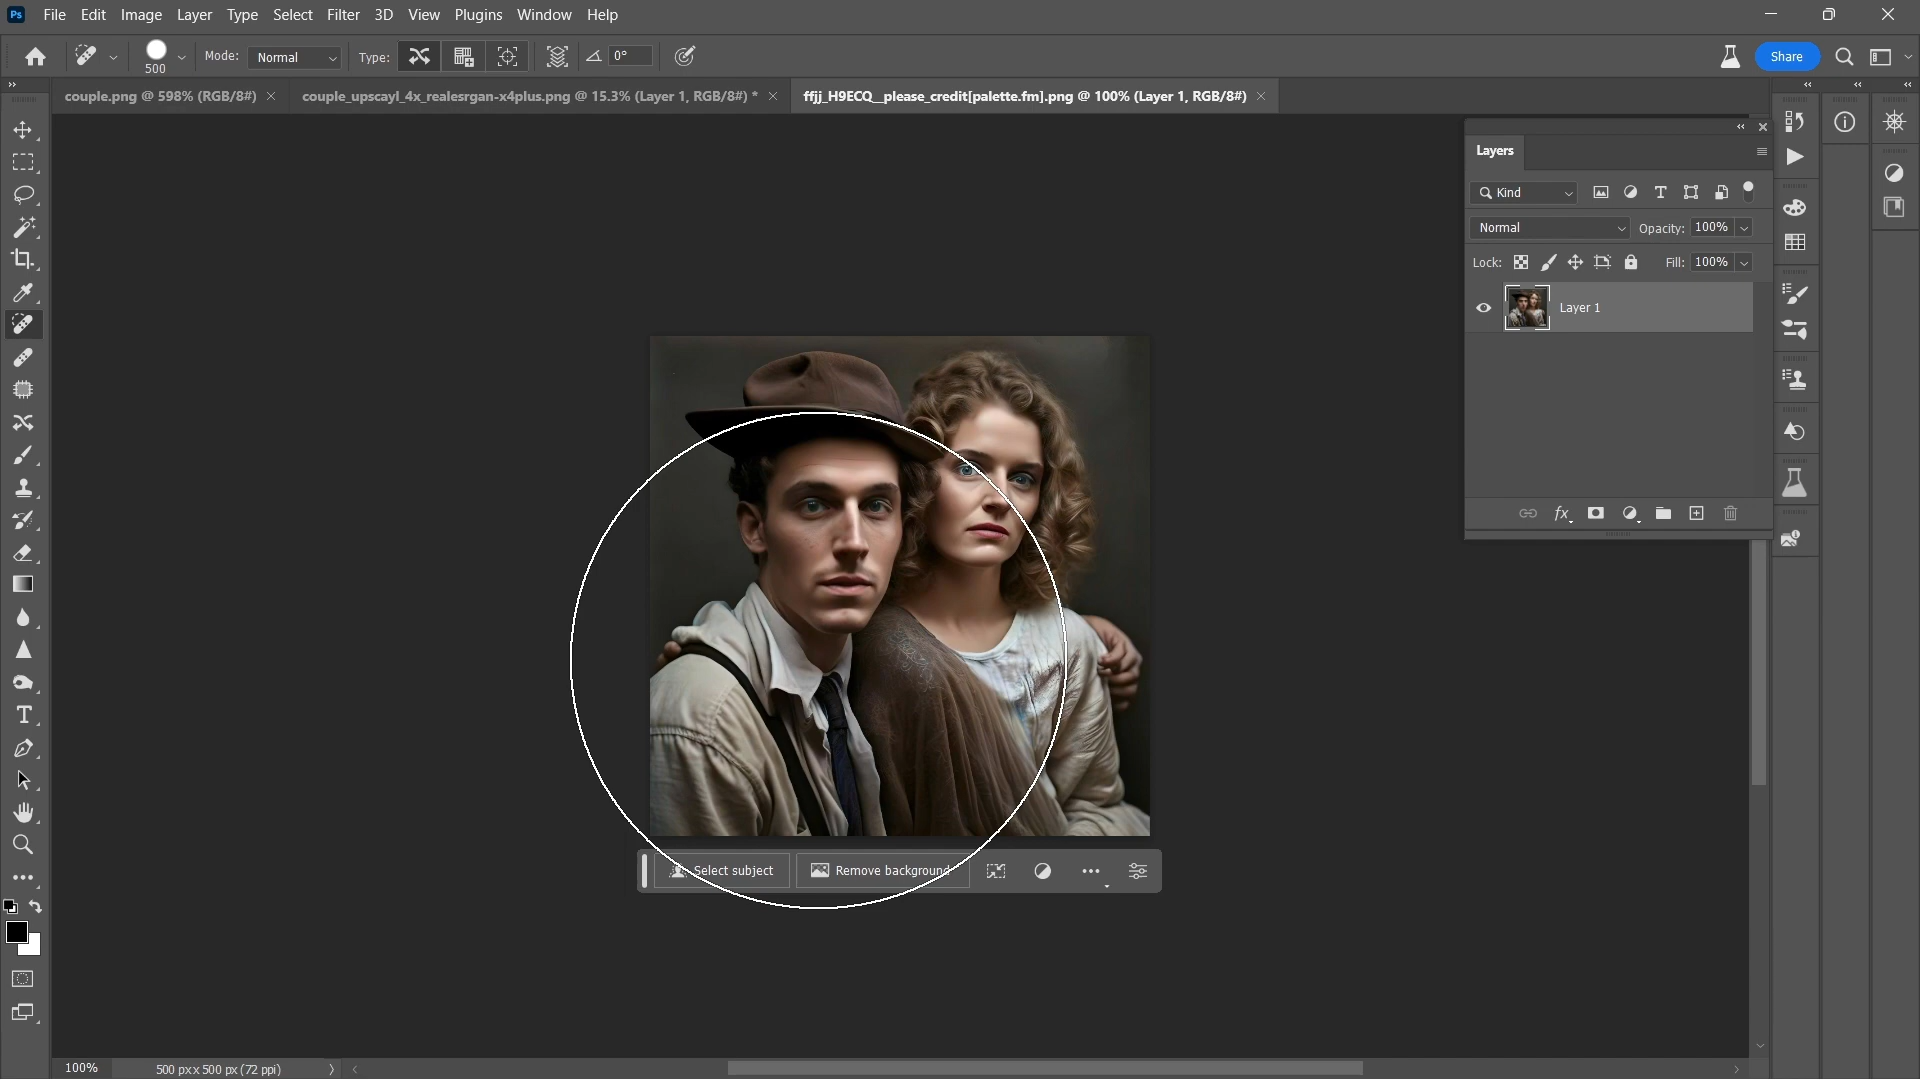 Ps File Edit Image Layer Type Select Filter 3D View Plugins Window Help
500 Mode: Normal Type: 0° Share
couple.png @ 598% (RGB/8#) couple_upscayl_4x_realesrgan-x4plus.png @ 15.3% (Layer 1, RGB/8#) * ffjj_H9ECQ__please_credit[palette.fm].png @ 100% (Layer 1, RGB/8#)
Layers
Kind
Normal Opacity: 100%
Lock: Fill: 100%
Layer 1
fx
Select subject Remove background
100% 500 px x 500 px (72 ppi)